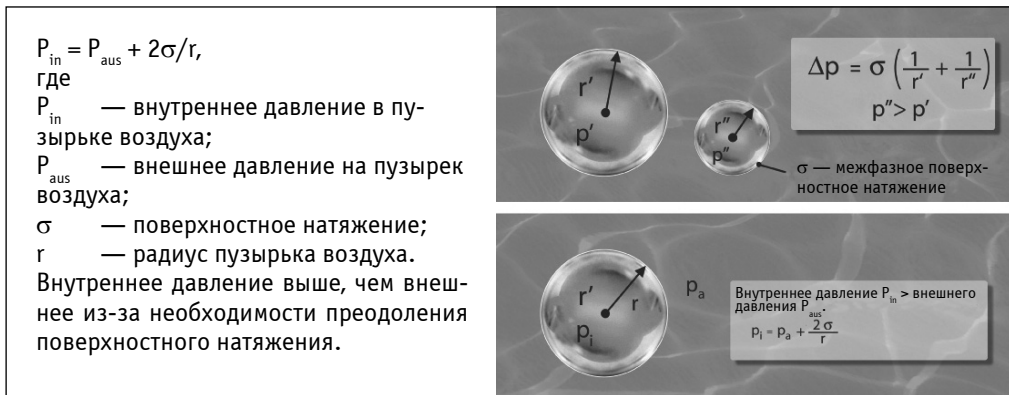 P_in = P_aus + 2σ/r,
где
P_in — внутреннее давление в пу-
зырьке воздуха;
P_aus — внешнее давление на пузырек
воздуха;
σ — поверхностное натяжение;
r — радиус пузырька воздуха.
Внутреннее давление выше, чем внеш-
нее из-за необходимости преодоления
поверхностного натяжения.
r'
p'
r"
p"
Δp = σ (1/r' + 1/r")
p" > p'
σ — межфазное поверх-
ностное натяжение
r'
r
p_i
p_a
Внутреннее давление P_in > внешнего
давления P_aus.
p_i = p_a + 2 σ/r